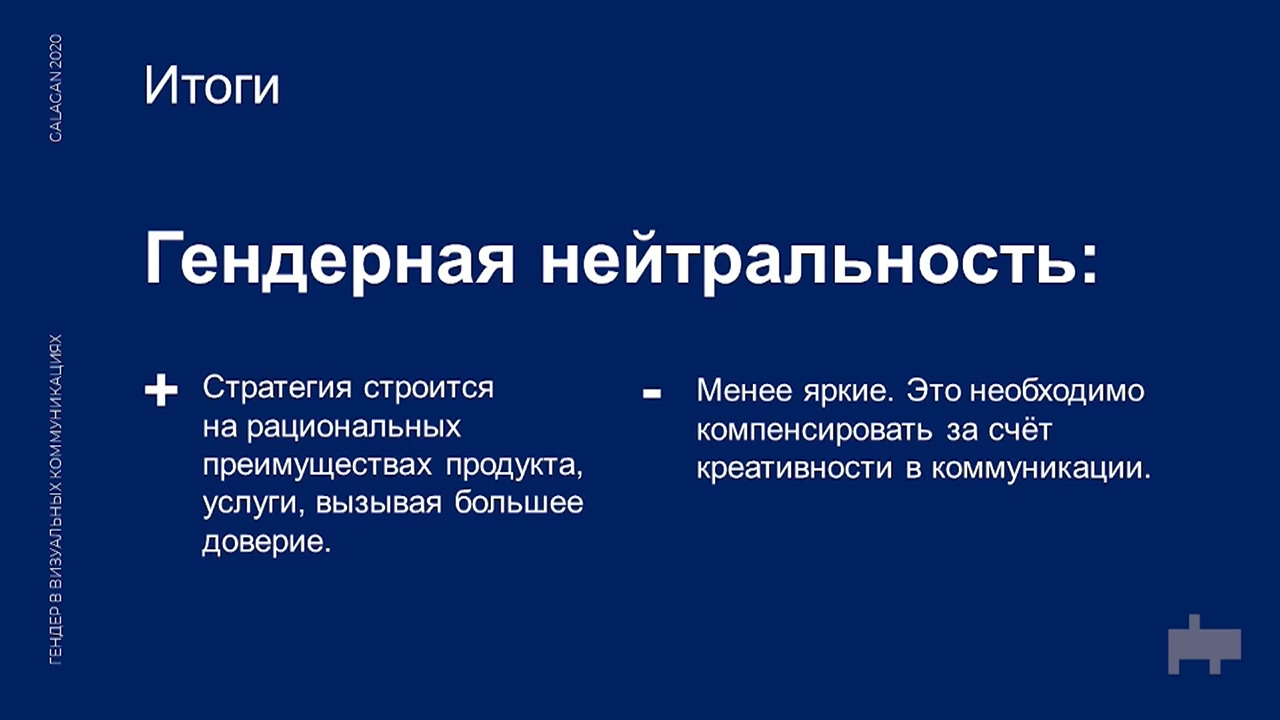 GALAGAN 2020
Итоги
Гендерная нейтральность:
+ Стратегия строится
на рациональных
преимуществах продукта,
услуги, вызывая большее
доверие.
- Менее яркие. Это необходимо
компенсировать за счёт
креативности в коммуникации.
ГЕНДЕР В ВИЗУАЛЬНЫХ КОММУНИКАЦИЯХ